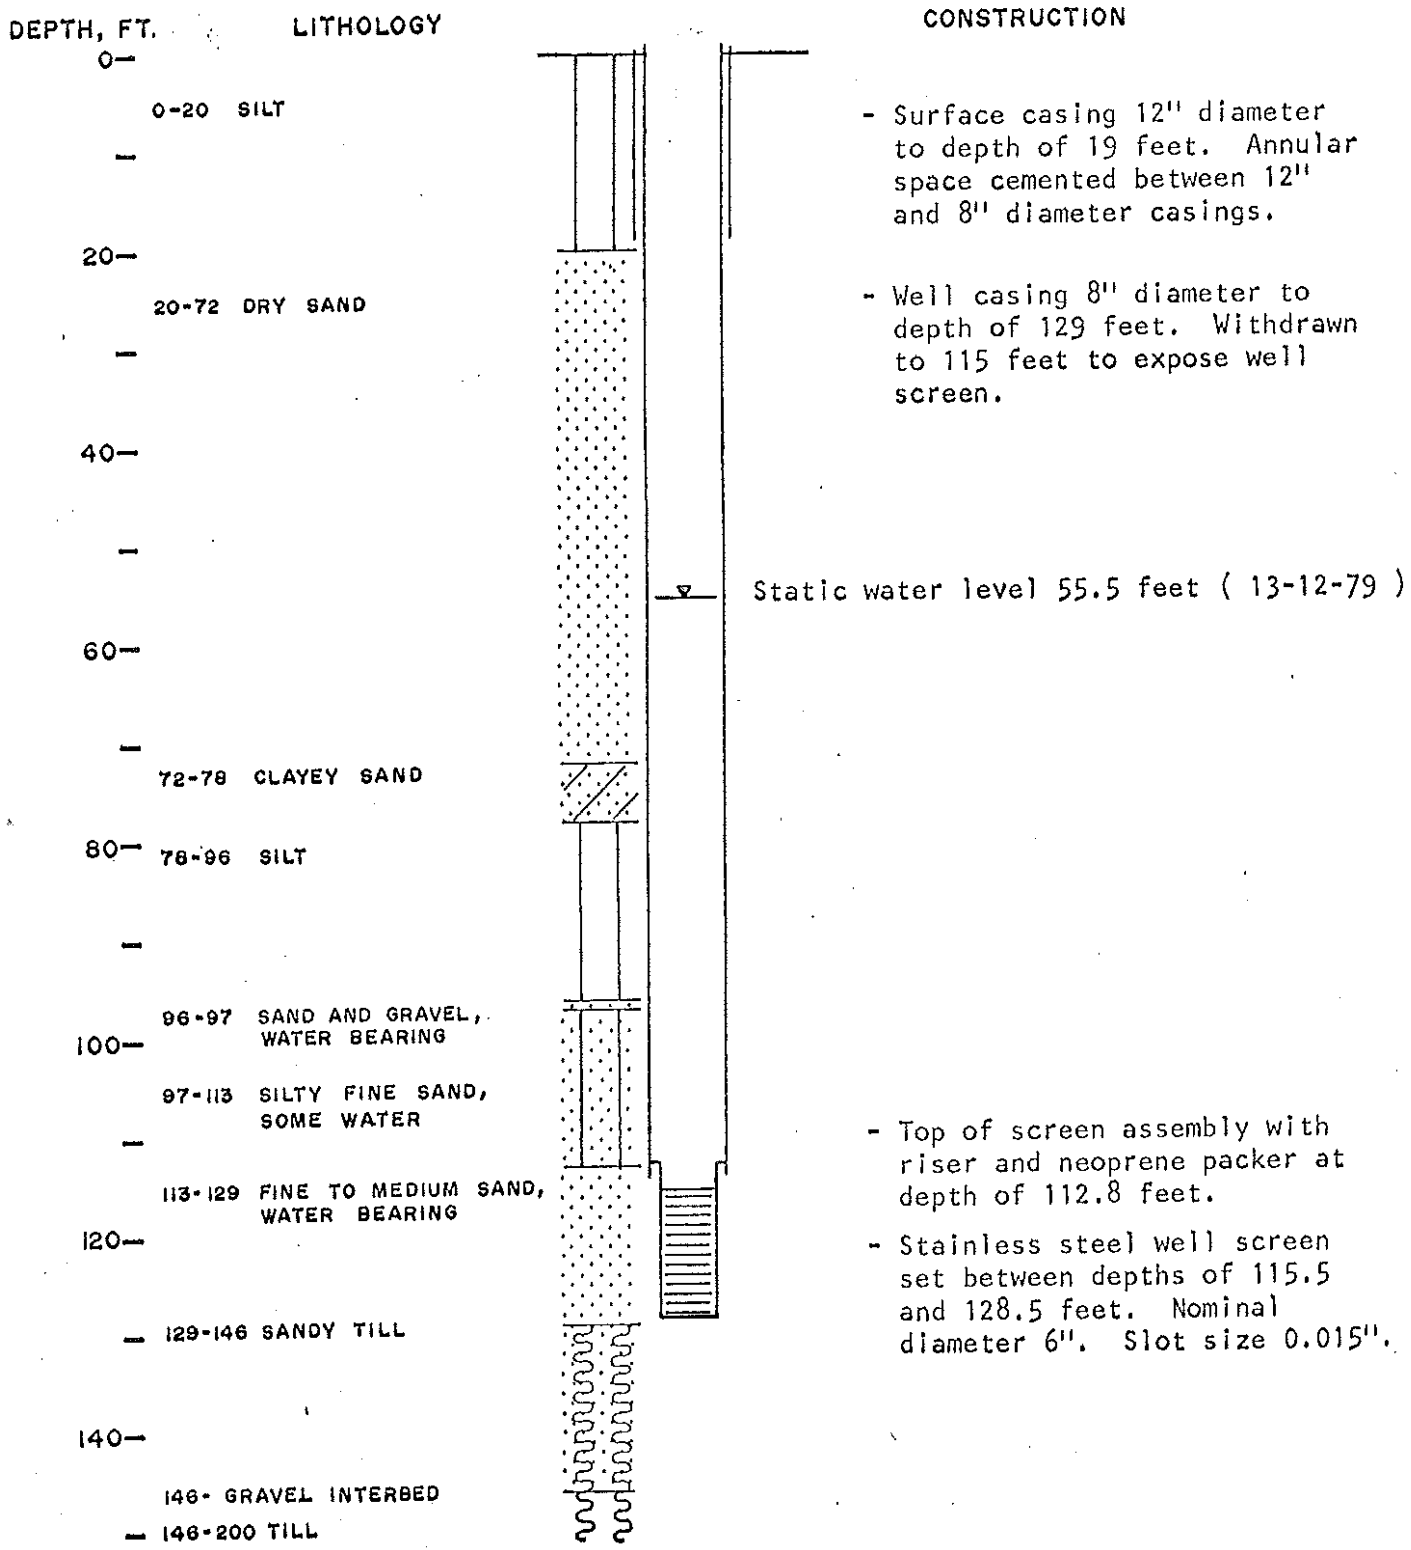 DEPTH, FT.
LITHOLOGY
CONSTRUCTION
0—
0-20 SILT
- Surface casing 12" diameter
to depth of 19 feet. Annular
space cemented between 12"
and 8" diameter casings.
20—
20-72 DRY SAND
- Well casing 8" diameter to
depth of 129 feet. Withdrawn
to 115 feet to expose well
screen.
40—
Static water level 55.5 feet ( 13-12-79 )
60—
72-78 CLAYEY SAND
80—
78-96 SILT
96-97 SAND AND GRAVEL,
WATER BEARING
100—
97-113 SILTY FINE SAND,
SOME WATER
- Top of screen assembly with
riser and neoprene packer at
depth of 112.8 feet.
113-129 FINE TO MEDIUM SAND,
WATER BEARING
120—
- Stainless steel well screen
set between depths of 115.5
and 128.5 feet. Nominal
diameter 6". Slot size 0.015".
129-146 SANDY TILL
140—
146- GRAVEL INTERBED
146-200 TILL